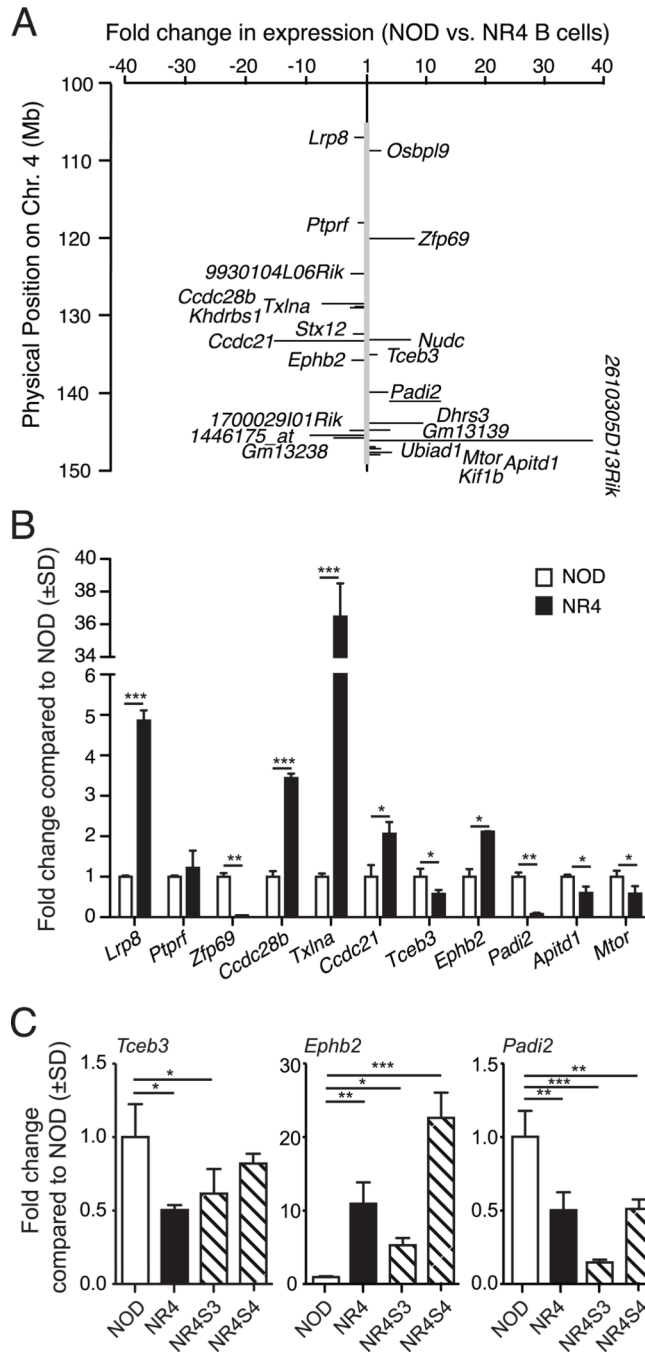 A
Fold change in expression (NOD vs. NR4 B cells)
-40 -30 -20 -10 1 10 20 30 40
Physical Position on Chr. 4 (Mb)
100
110
120
130
140
150
Lrp8
Osbpl9
Ptprf
Zfp69
9930104L06Rik
Ccdc28b
Txlna
Khdrbs1
Stx12
Ccdc21
Nudc
Ephb2
Tceb3
Padi2
1700029I01Rik
Dhrs3
1446175_at
Gm13139
Gm13238
Ubiad1
Mtor
Apitd1
Kif1b
2610305D13Rik
B
Fold change compared to NOD (±SD)
40
38
36
34
6
5
4
3
2
1
0
NOD
NR4
***
**
***
***
*
*
*
**
*
*
Lrp8
Ptprf
Zfp69
Ccdc28b
Txlna
Ccdc21
Tceb3
Ephb2
Padi2
Apitd1
Mtor
C
Fold change
compared to NOD (±SD)
Tceb3
1.5
1.0
0.5
0.0
*
*
NOD
NR4
NR4S3
NR4S4
Ephb2
30
20
10
0
***
*
**
NOD
NR4
NR4S3
NR4S4
Padi2
1.5
1.0
0.5
0.0
**
***
**
NOD
NR4
NR4S3
NR4S4